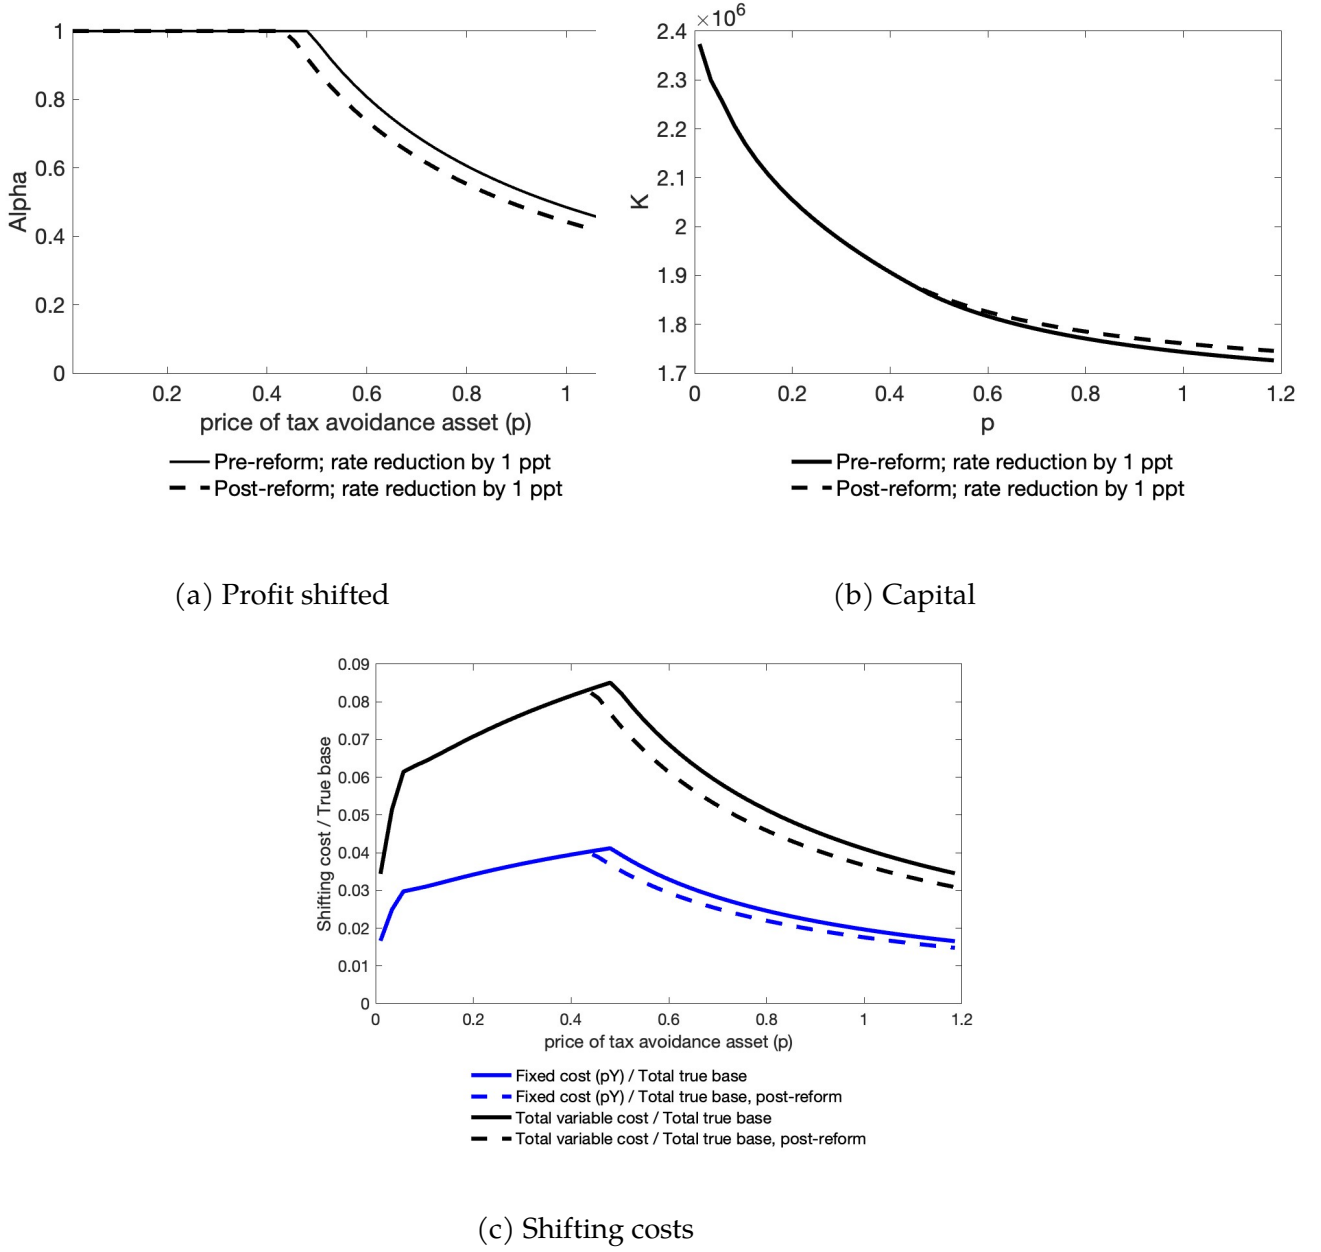 1
0.8
0.6
0.4
0.2
0
Alpha
0.2 0.4 0.6 0.8 1
price of tax avoidance asset (p)
Pre-reform; rate reduction by 1 ppt
Post-reform; rate reduction by 1 ppt
(a) Profit shifted
×10⁶
2.4
2.3
2.2
2.1
2
1.9
1.8
1.7
K
0 0.2 0.4 0.6 0.8 1 1.2
p
Pre-reform; rate reduction by 1 ppt
Post-reform; rate reduction by 1 ppt
(b) Capital
0.09
0.08
0.07
0.06
0.05
0.04
0.03
0.02
0.01
0
Shifting cost / True base
0 0.2 0.4 0.6 0.8 1 1.2
price of tax avoidance asset (p)
Fixed cost (pY) / Total true base
Fixed cost (pY) / Total true base, post-reform
Total variable cost / Total true base
Total variable cost / Total true base, post-reform
(c) Shifting costs